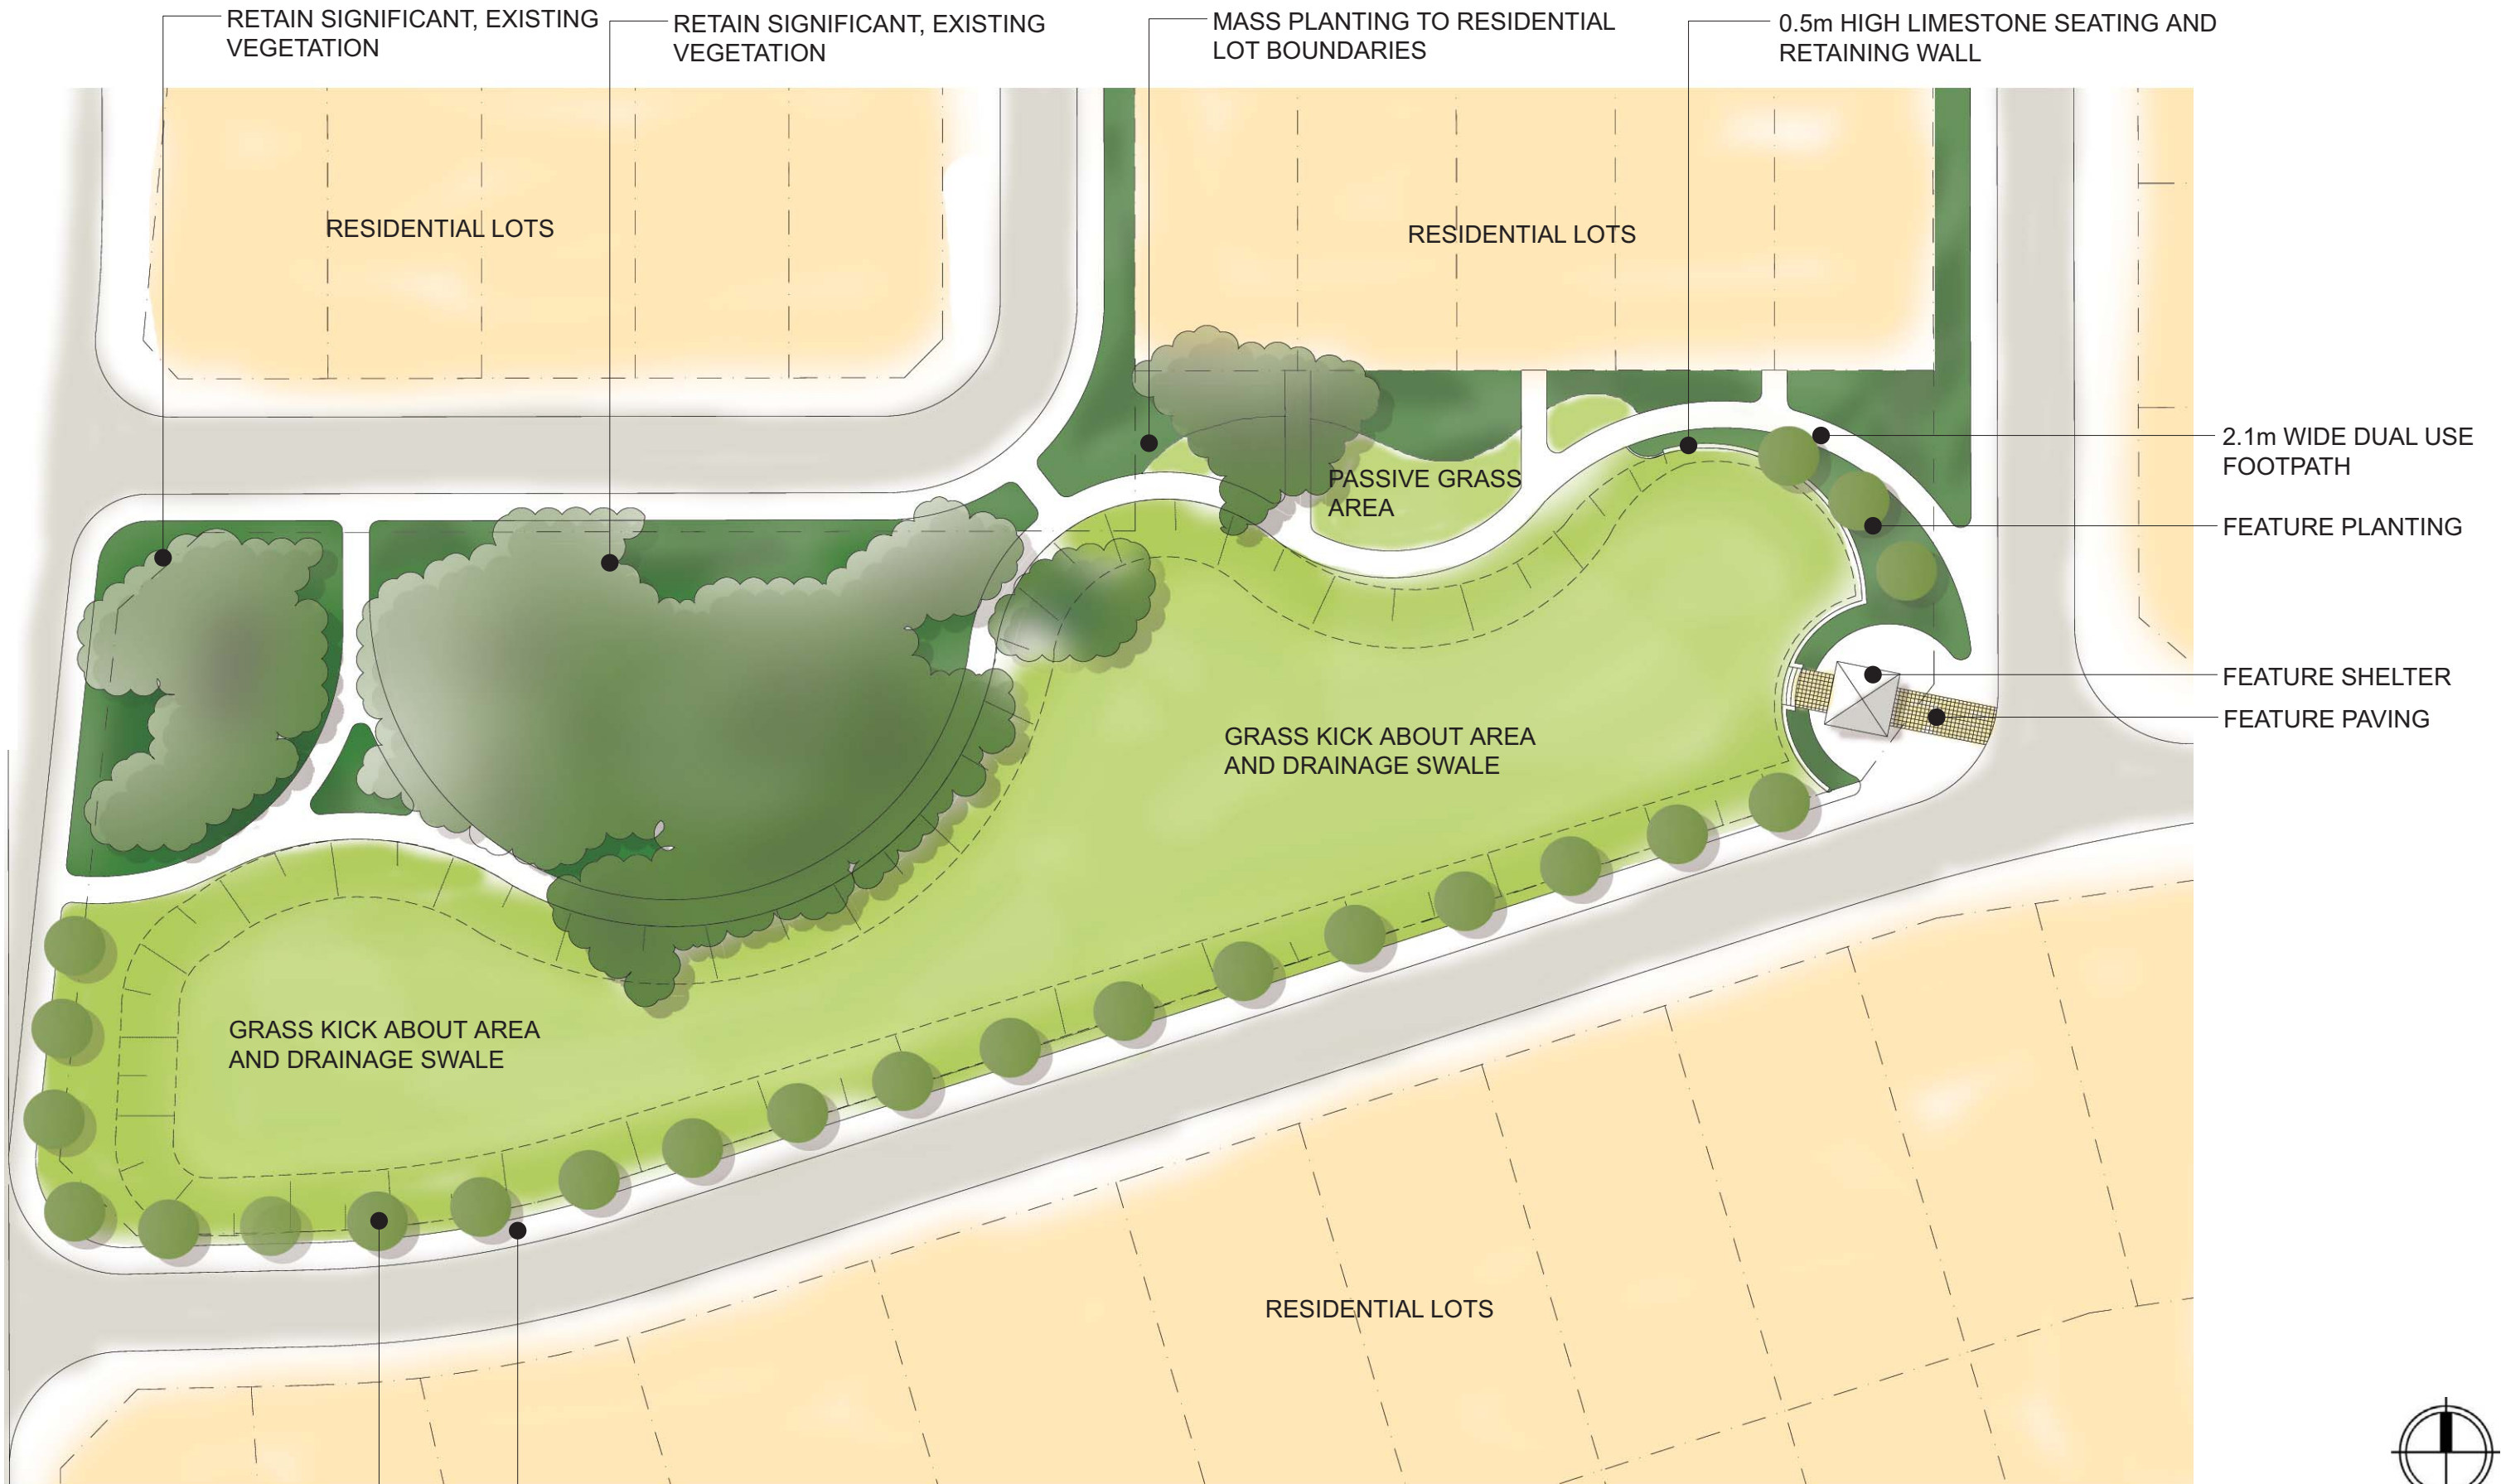 RETAIN SIGNIFICANT, EXISTING
VEGETATION
RETAIN SIGNIFICANT, EXISTING
VEGETATION
MASS PLANTING TO RESIDENTIAL
LOT BOUNDARIES
0.5m HIGH LIMESTONE SEATING AND
RETAINING WALL
RESIDENTIAL LOTS
RESIDENTIAL LOTS
2.1m WIDE DUAL USE
FOOTPATH
PASSIVE GRASS
AREA
FEATURE PLANTING
FEATURE SHELTER
FEATURE PAVING
GRASS KICK ABOUT AREA
AND DRAINAGE SWALE
GRASS KICK ABOUT AREA
AND DRAINAGE SWALE
RESIDENTIAL LOTS